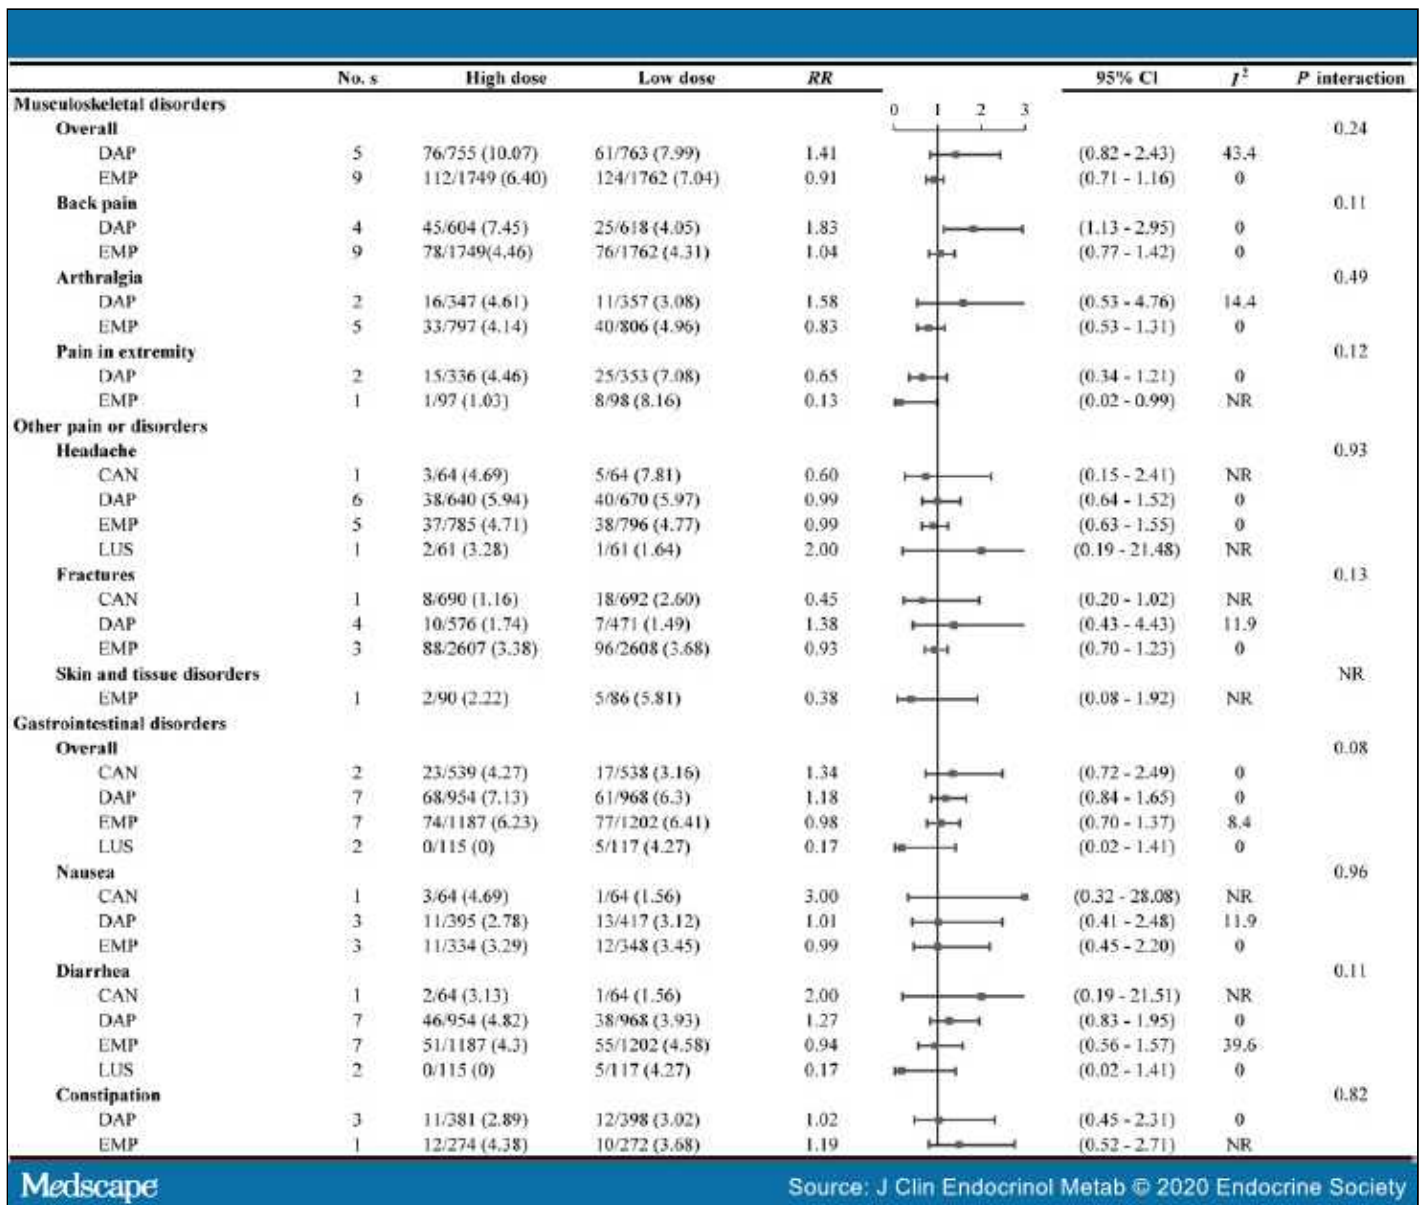 No. s High dose Low dose RR 95% CI I² P interaction
Musculoskeletal disorders
0 1 2 3
Overall 0.24
DAP 5 76/755 (10.07) 61/763 (7.99) 1.41 (0.82 - 2.43) 43.4
EMP 9 112/1749 (6.40) 124/1762 (7.04) 0.91 (0.71 - 1.16) 0
Back pain 0.11
DAP 4 45/604 (7.45) 25/618 (4.05) 1.83 (1.13 - 2.95) 0
EMP 9 78/1749(4.46) 76/1762 (4.31) 1.04 (0.77 - 1.42) 0
Arthralgia 0.49
DAP 2 16/347 (4.61) 11/357 (3.08) 1.58 (0.53 - 4.76) 14.4
EMP 5 33/797 (4.14) 40/806 (4.96) 0.83 (0.53 - 1.31) 0
Pain in extremity 0.12
DAP 2 15/336 (4.46) 25/353 (7.08) 0.65 (0.34 - 1.21) 0
EMP 1 1/97 (1.03) 8/98 (8.16) 0.13 (0.02 - 0.99) NR
Other pain or disorders
Headache 0.93
CAN 1 3/64 (4.69) 5/64 (7.81) 0.60 (0.15 - 2.41) NR
DAP 6 38/640 (5.94) 40/670 (5.97) 0.99 (0.64 - 1.52) 0
EMP 5 37/785 (4.71) 38/796 (4.77) 0.99 (0.63 - 1.55) 0
LUS 1 2/61 (3.28) 1/61 (1.64) 2.00 (0.19 - 21.48) NR
Fractures 0.13
CAN 1 8/690 (1.16) 18/692 (2.60) 0.45 (0.20 - 1.02) NR
DAP 4 10/576 (1.74) 7/471 (1.49) 1.38 (0.43 - 4.43) 11.9
EMP 3 88/2607 (3.38) 96/2608 (3.68) 0.93 (0.70 - 1.23) 0
Skin and tissue disorders NR
EMP 1 2/90 (2.22) 5/86 (5.81) 0.38 (0.08 - 1.92) NR
Gastrointestinal disorders
Overall 0.08
CAN 2 23/539 (4.27) 17/538 (3.16) 1.34 (0.72 - 2.49) 0
DAP 7 68/954 (7.13) 61/968 (6.3) 1.18 (0.84 - 1.65) 0
EMP 7 74/1187 (6.23) 77/1202 (6.41) 0.98 (0.70 - 1.37) 8.4
LUS 2 0/115 (0) 5/117 (4.27) 0.17 (0.02 - 1.41) 0
Nausea 0.96
CAN 1 3/64 (4.69) 1/64 (1.56) 3.00 (0.32 - 28.08) NR
DAP 3 11/395 (2.78) 13/417 (3.12) 1.01 (0.41 - 2.48) 11.9
EMP 3 11/334 (3.29) 12/348 (3.45) 0.99 (0.45 - 2.20) 0
Diarrhea 0.11
CAN 1 2/64 (3.13) 1/64 (1.56) 2.00 (0.19 - 21.51) NR
DAP 7 46/954 (4.82) 38/968 (3.93) 1.27 (0.83 - 1.95) 0
EMP 7 51/1187 (4.3) 55/1202 (4.58) 0.94 (0.56 - 1.57) 39.6
LUS 2 0/115 (0) 5/117 (4.27) 0.17 (0.02 - 1.41) 0
Constipation 0.82
DAP 3 11/381 (2.89) 12/398 (3.02) 1.02 (0.45 - 2.31) 0
EMP 1 12/274 (4.38) 10/272 (3.68) 1.19 (0.52 - 2.71) NR
Medscape Source: J Clin Endocrinol Metab © 2020 Endocrine Society